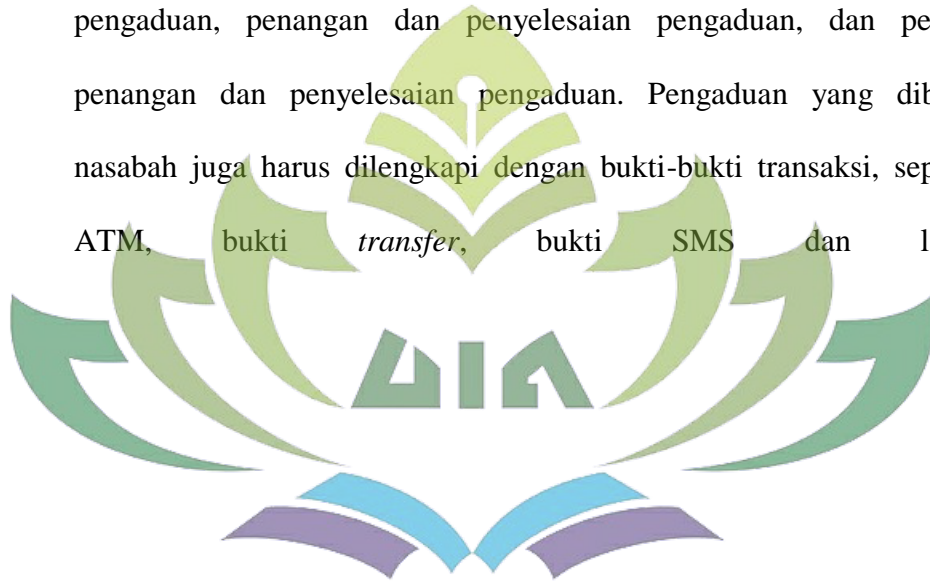 pengaduan, penangan dan penyelesaian pengaduan, dan pe
penangan dan penyelesaian pengaduan. Pengaduan yang dib
nasabah juga harus dilengkapi dengan bukti-bukti transaksi, sep
ATM, bukti transfer, bukti SMS dan l
UIN